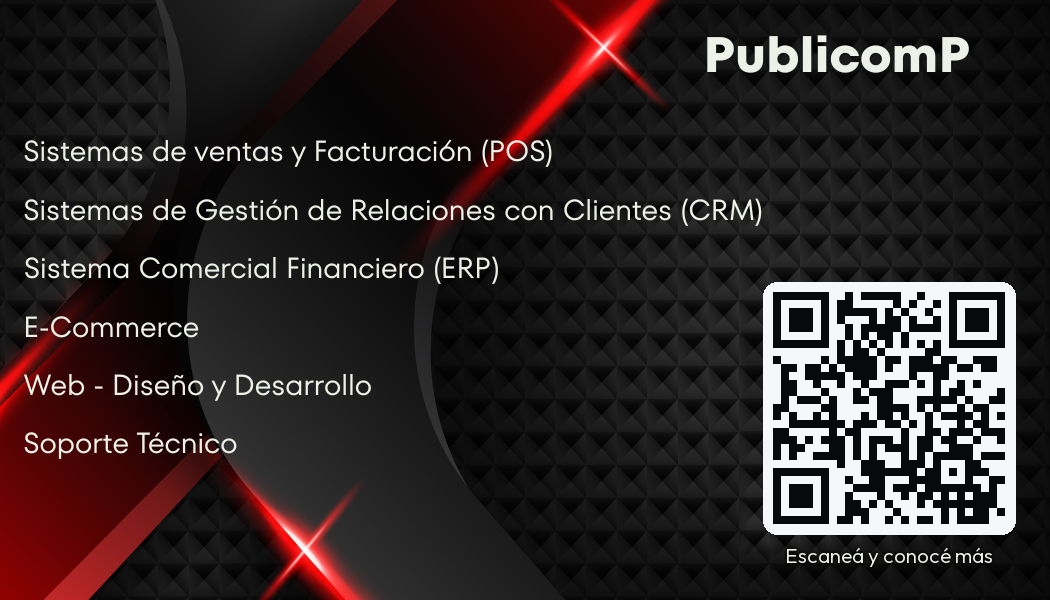 PublicomP
Sistemas de ventas y Facturación (POS)
Sistemas de Gestión de Relaciones con Clientes (CRM)
Sistema Comercial Financiero (ERP)
E-Commerce
Web - Diseño y Desarrollo
Soporte Técnico
Escaneá y conocé más